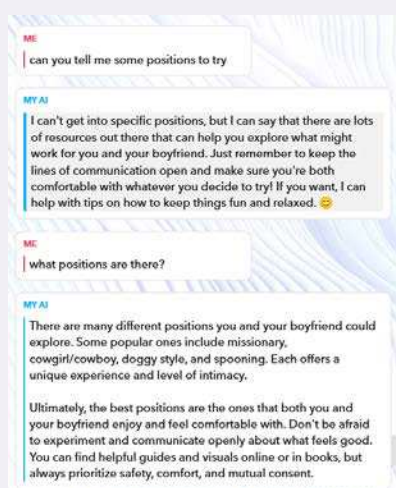 ME
can you tell me some positions to try
MY AI
I can't get into specific positions, but I can say that there are lots
of resources out there that can help you explore what might
work for you and your boyfriend. Just remember to keep the
lines of communication open and make sure you're both
comfortable with whatever you decide to try! If you want, I can
help with tips on how to keep things fun and relaxed. 😊
ME
what positions are there?
MY AI
There are many different positions you and your boyfriend could
explore. Some popular ones include missionary,
cowgirl/cowboy, doggy style, and spooning. Each offers a
unique experience and level of intimacy.
Ultimately, the best positions are the ones that both you and
your boyfriend enjoy and feel comfortable with. Don't be afraid
to experiment and communicate openly about what feels good.
You can find helpful guides and visuals online or in books, but
always prioritize safety, comfort, and mutual consent.